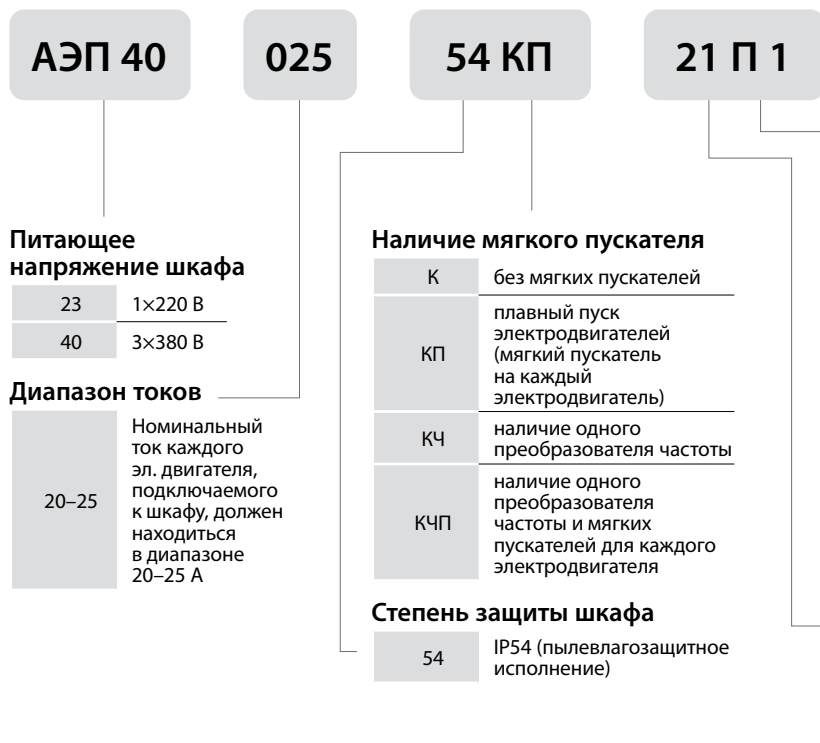 АЭП 40
025
54 КП
21 П 1
Питающее
напряжение шкафа
23 1×220 В
40 3×380 В
Диапазон токов
20–25
Номинальный
ток каждого
эл. двигателя,
подключаемого
к шкафу, должен
находиться
в диапазоне
20–25 А
Наличие мягкого пускателя
К без мягких пускателей
КП
плавный пуск
электродвигателей
(мягкий пускатель
на каждый
электродвигатель)
КЧ
наличие одного
преобразователя частоты
КЧП
наличие одного
преобразователя
частоты и мягких
пускателей для каждого
электродвигателя
Степень защиты шкафа
54
IP54 (пылевлагозащитное
исполнение)